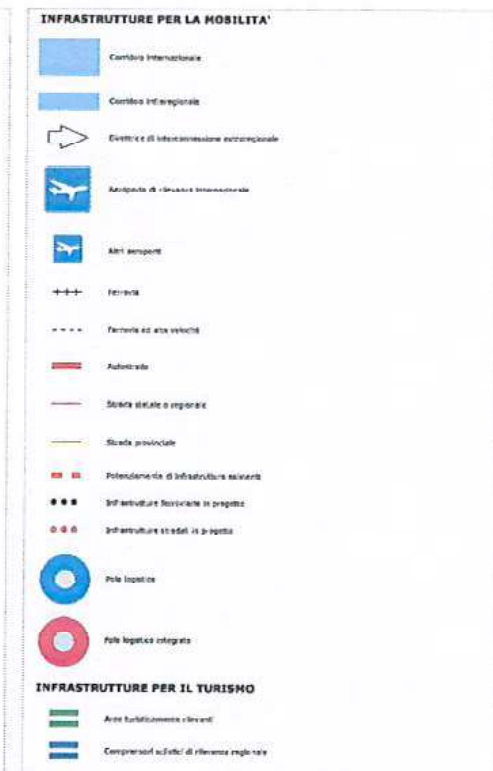 INFRASTRUTTURE PER LA MOBILITA'
Corridoio internazionale
Corridoio infraregionale
Direttrice di interconnessione extraregionale
Aeroporto di rilevanza internazionale
Altri aeroporti
Ferrovia
Ferrovia ad alta velocità
Autostrada
Strada statale o regionale
Strada provinciale
Potenziamento di infrastrutture esistenti
Infrastrutture ferroviarie in progetto
Infrastrutture stradali in progetto
Polo logistico
Polo logistico integrato
INFRASTRUTTURE PER IL TURISMO
Aree turisticamente rilevanti
Comprensori sciistici di rilevanza regionale